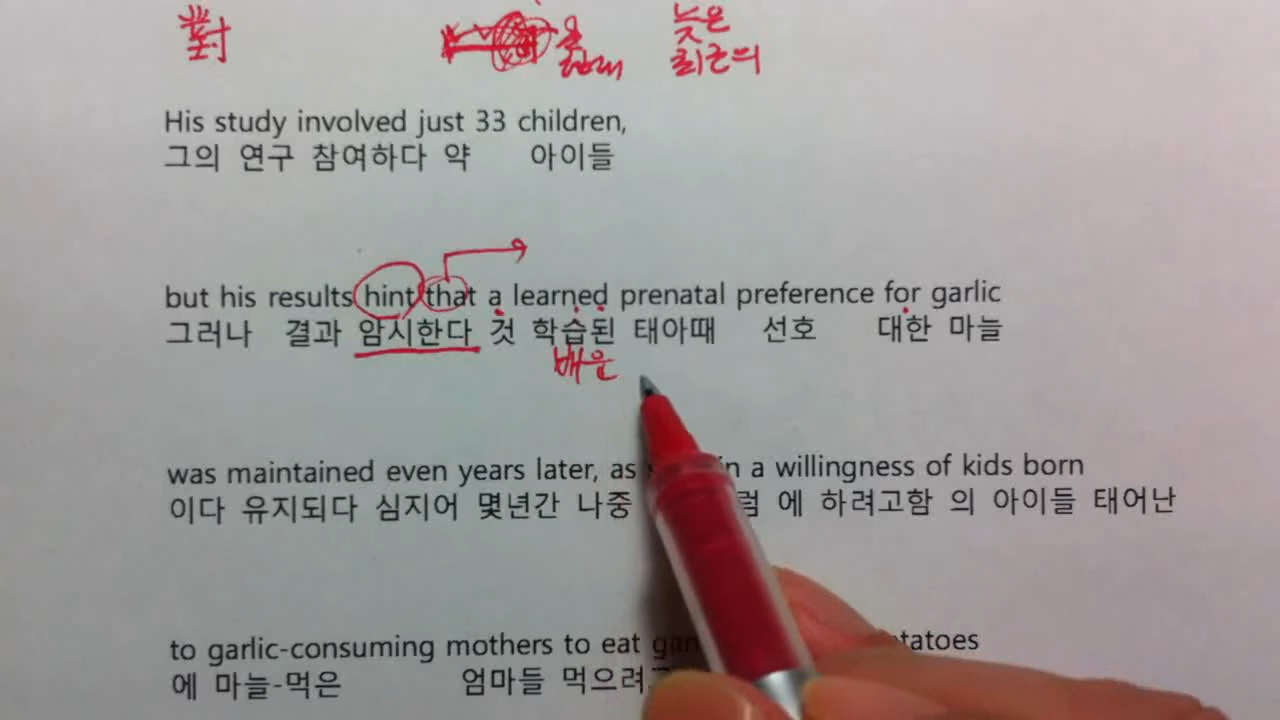 對 을 늦은
최근의
His study involved just 33 children,
그의 연구 참여하다 약 아이들
but his results hint that a learned prenatal preference for garlic
그러나 결과 암시한다 것 학습된 태아때 선호 대한 마늘
배운
was maintained even years later, as in a willingness of kids born
이다 유지되다 심지어 몇년간 나중 럼 에 하려고함 의 아이들 태어난
to garlic-consuming mothers to eat
에 마늘-먹은 엄마들 먹으려